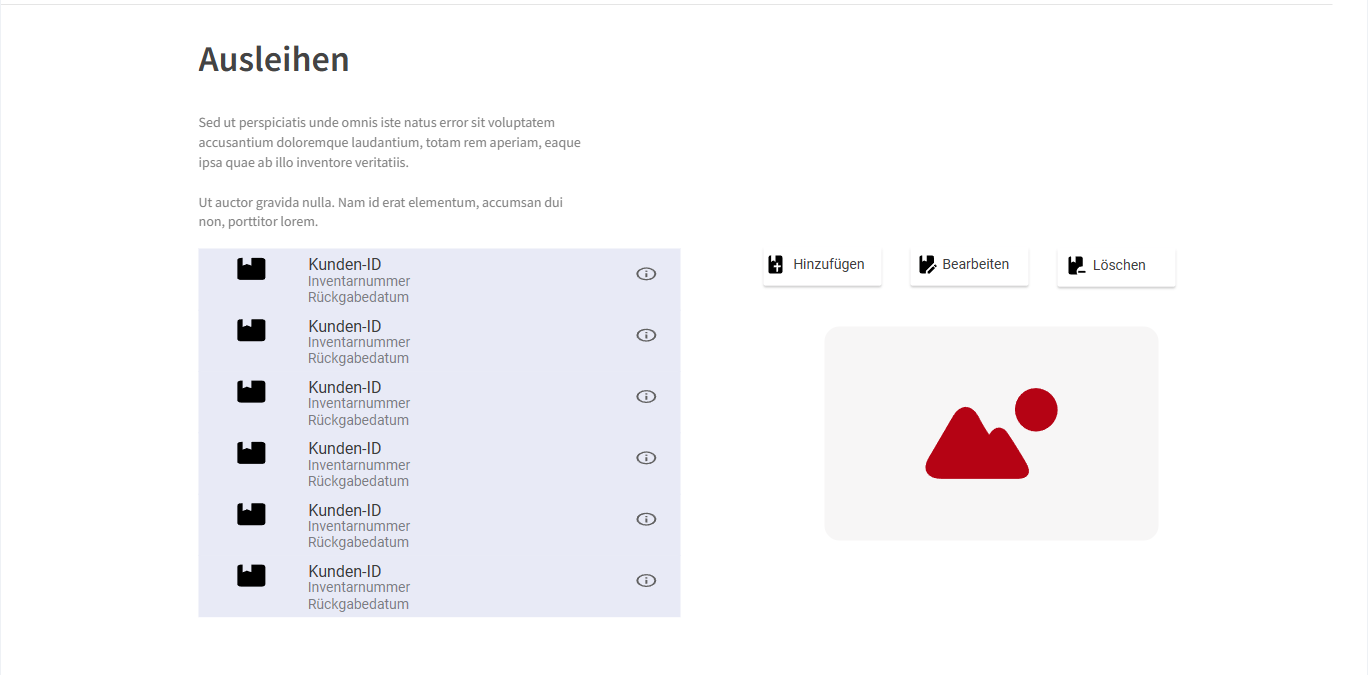 Ausleihen
Sed ut perspiciatis unde omnis iste natus error sit voluptatem
accusantium doloremque laudantium, totam rem aperiam, eaque
ipsa quae ab illo inventore veritatiis.
Ut auctor gravida nulla. Nam id erat elementum, accumsan dui
non, porttitor lorem.
Kunden-ID
Inventarnummer
Rückgabedatum
Kunden-ID
Inventarnummer
Rückgabedatum
Kunden-ID
Inventarnummer
Rückgabedatum
Kunden-ID
Inventarnummer
Rückgabedatum
Kunden-ID
Inventarnummer
Rückgabedatum
Kunden-ID
Inventarnummer
Rückgabedatum
Hinzufügen
Bearbeiten
Löschen